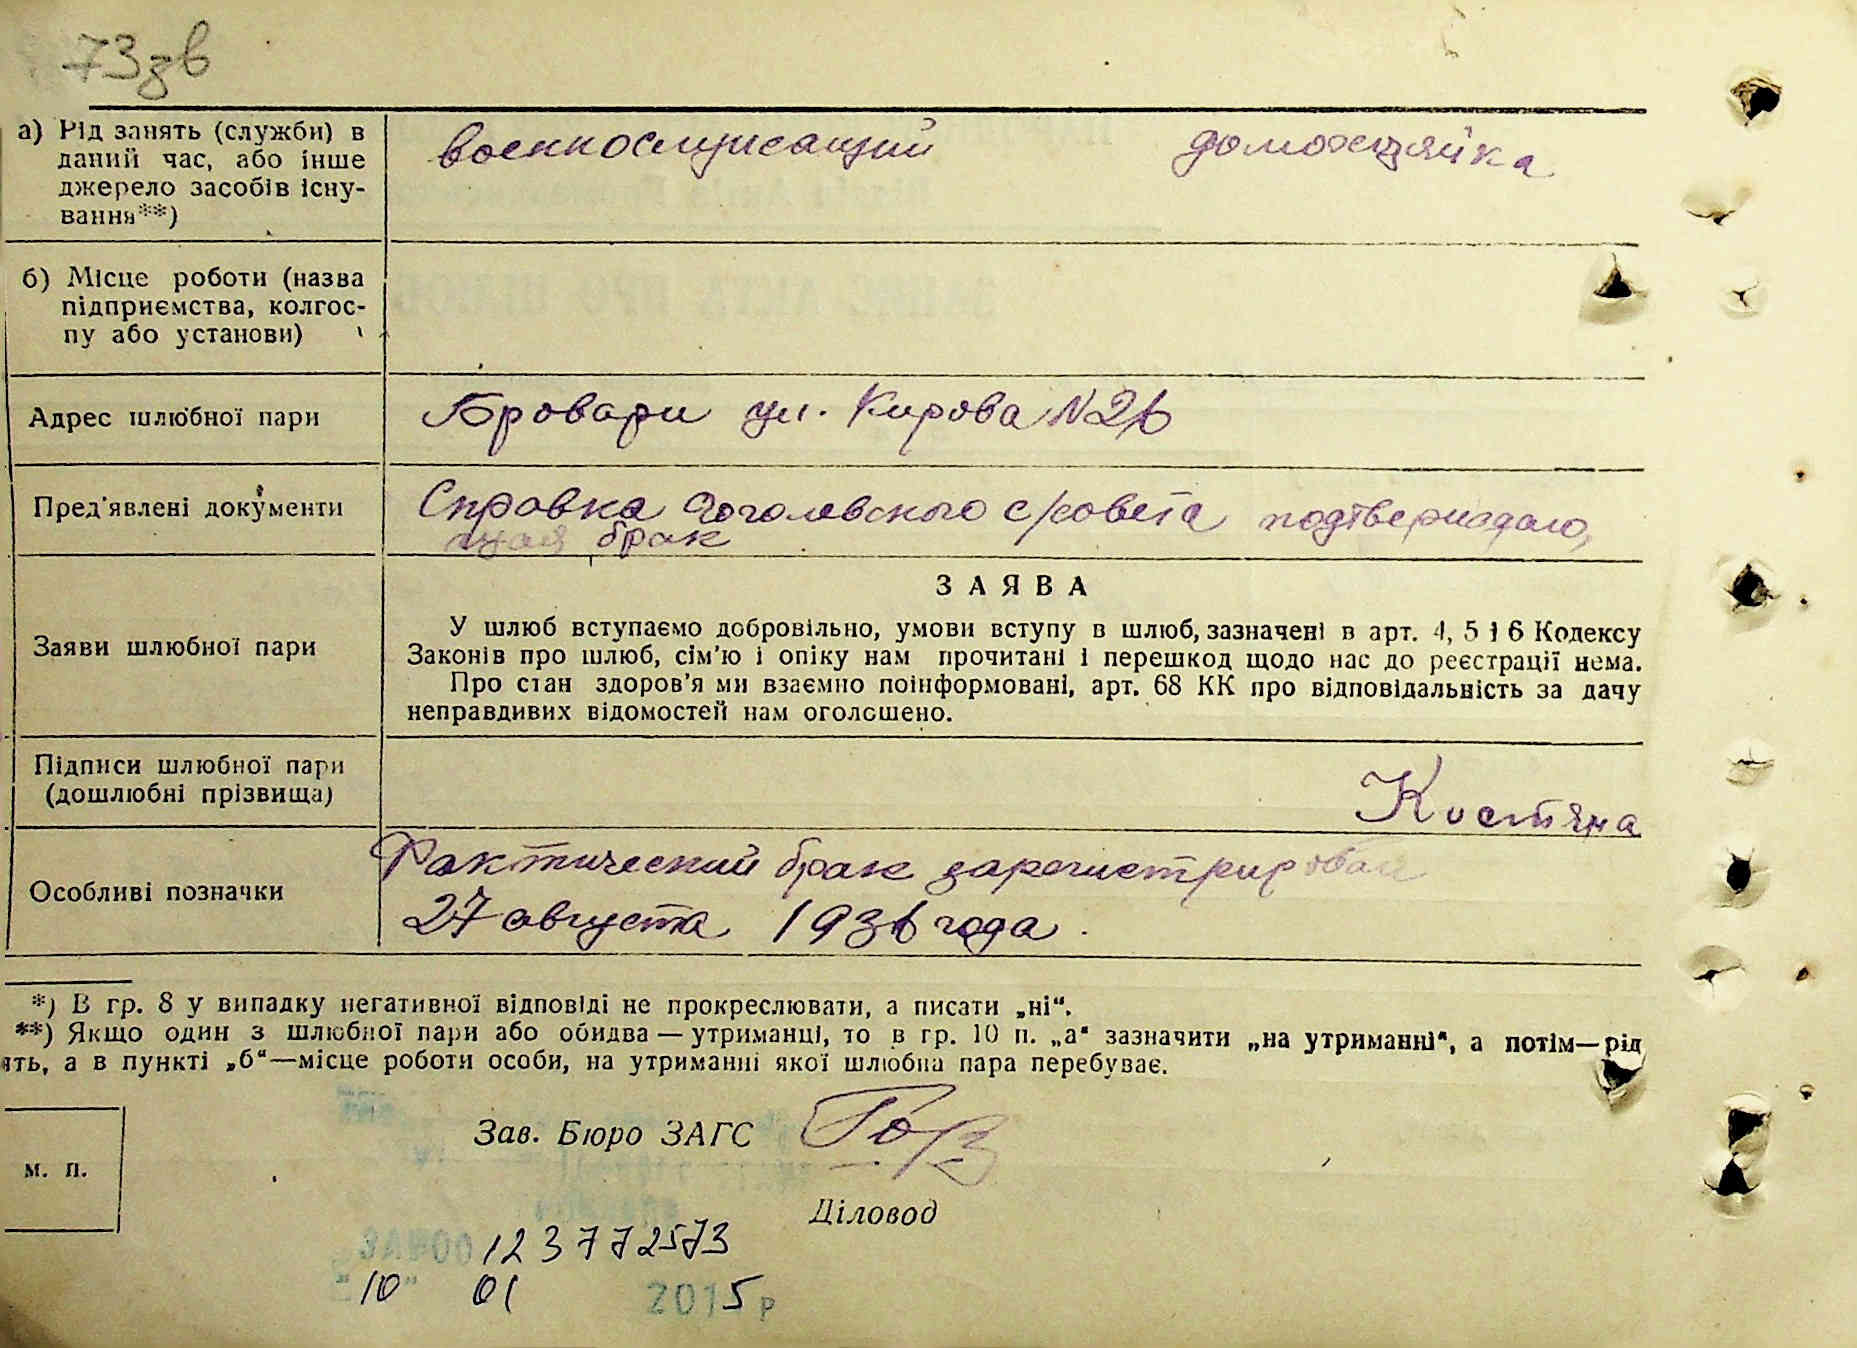 73зв
а) Рід занять (служби) в
даний час, або інше
джерело засобів існу-
вання**)
военнослужащий домохозяйка
б) Місце роботи (назва
підприємства, колгос-
пу або установи)
Адрес шлюбної пари
Бровари ул. Кирова N26
Пред'явлені документи
Справка Гоголевского с/совета подтверждаю,
щая брак
Заяви шлюбної пари
ЗАЯВА
У шлюб вступаємо добровільно, умови вступу в шлюб, зазначені в арт. 4, 5 і 6 Кодексу
Законів про шлюб, сім'ю і опіку нам прочитані і перешкод щодо нас до реєстрації нема.
Про стан здоров'я ми взаємно поінформовані, арт. 68 КК про відповідальність за дачу
неправдивих відомостей нам оголошено.
Підписи шлюбної пари
(дошлюбні прізвища)
Костяна
Особливі позначки
Фактический брак зарегистрирован
27 августа 1936 года.
*) В гр. 8 у випадку негативної відповіді не прокреслювати, а писати „ні“.
**) Якщо один з шлюбної пари або обидва — утриманці, то в гр. 10 п. „а“ зазначити „на утриманні“, а потім—рід
ять, а в пункті „б“—місце роботи особи, на утриманні якої шлюбна пара перебуває.
Зав. Бюро ЗАГС
м. п.
Діловод
123772573
"10" 01 2015 р